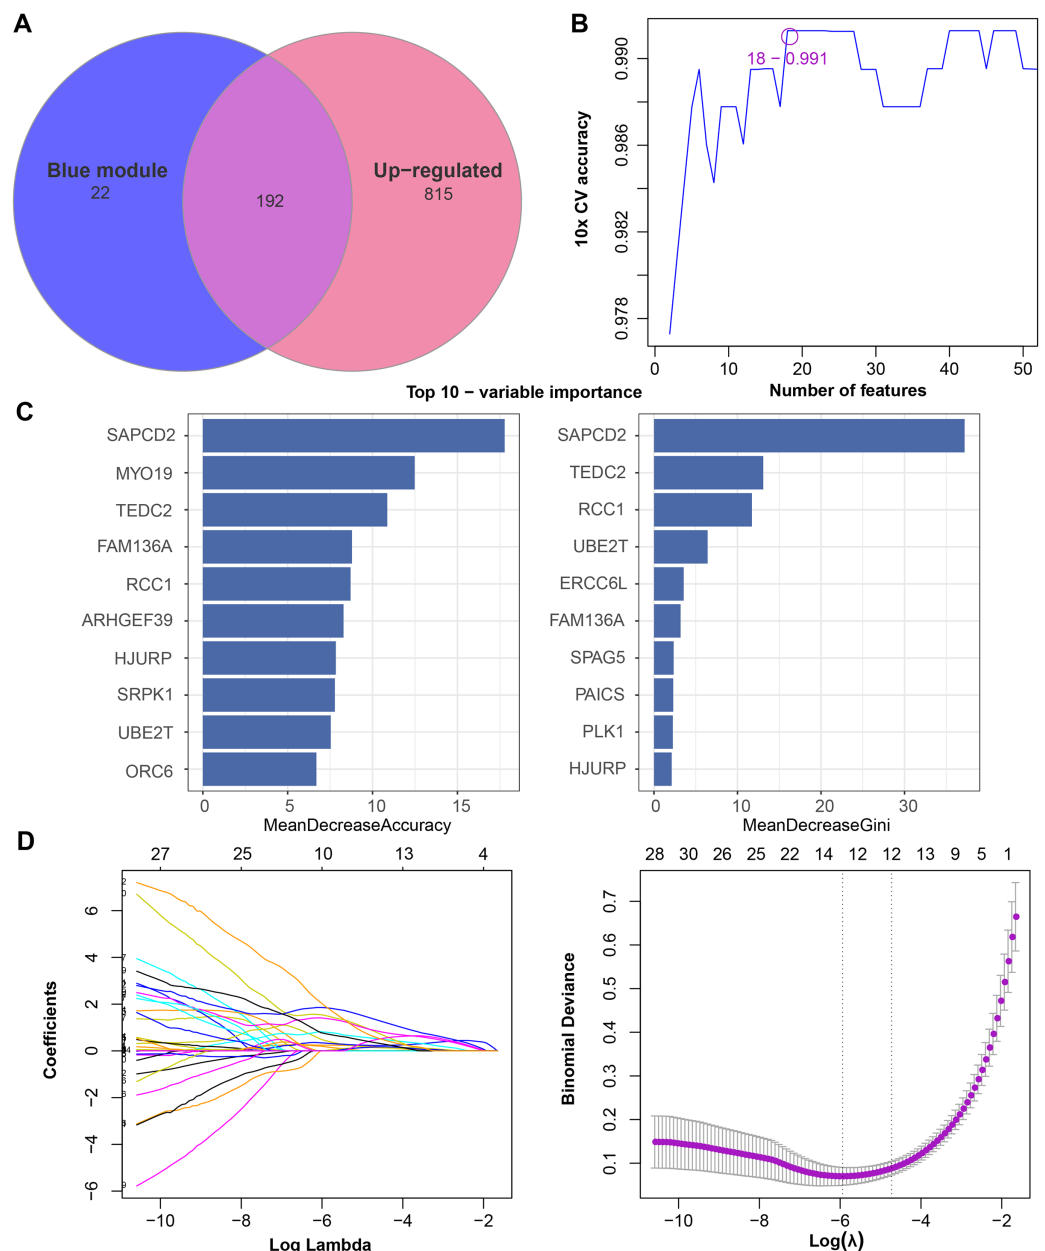 A
Blue module
22
192
Up−regulated
815
B
18 − 0.991
10x CV accuracy
0.978
0.982
0.986
0.990
0 10 20 30 40 50
Number of features
Top 10 − variable importance
C
SAPCD2
MYO19
TEDC2
FAM136A
RCC1
ARHGEF39
HJURP
SRPK1
UBE2T
ORC6
0 5 10 15
MeanDecreaseAccuracy
SAPCD2
TEDC2
RCC1
UBE2T
ERCC6L
FAM136A
SPAG5
PAICS
PLK1
HJURP
0 10 20 30
MeanDecreaseGini
D
27 25 10 13 4
Coefficients
6
4
2
0
−2
−4
−6
−10 −8 −6 −4 −2
Log Lambda
28 30 26 25 22 14 12 12 13 9 5 1
Binomial Deviance
0.7
0.6
0.5
0.4
0.3
0.2
0.1
−10 −8 −6 −4 −2
Log(λ)